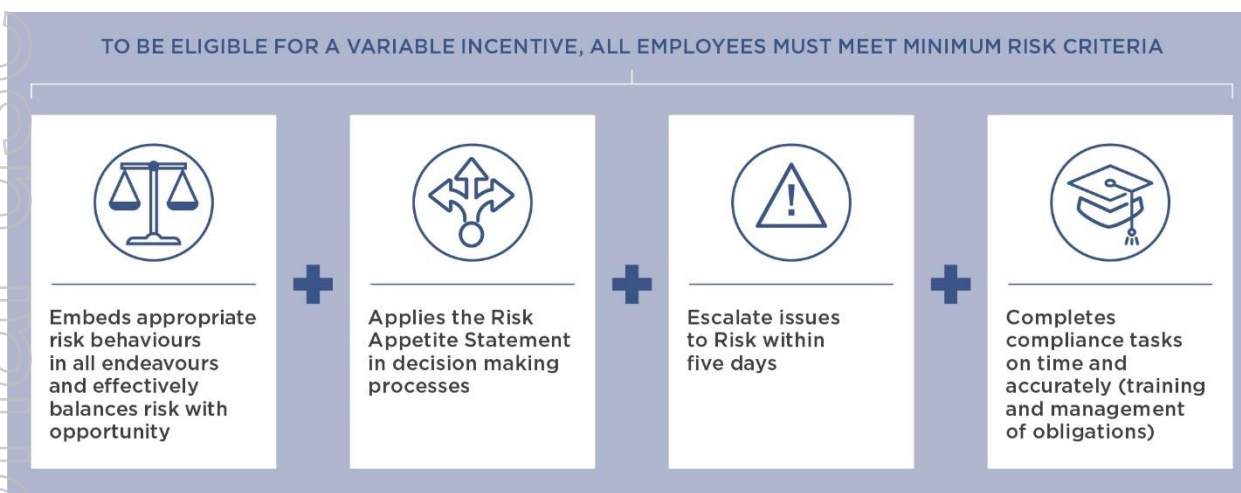 TO BE ELIGIBLE FOR A VARIABLE INCENTIVE, ALL EMPLOYEES MUST MEET MINIMUM RISK CRITERIA
Embeds appropriate
risk behaviours
in all endeavours
and effectively
balances risk with
opportunity
Applies the Risk
Appetite Statement
in decision making
processes
Escalate issues
to Risk within
five days
Completes
compliance tasks
on time and
accurately (training
and management
of obligations)